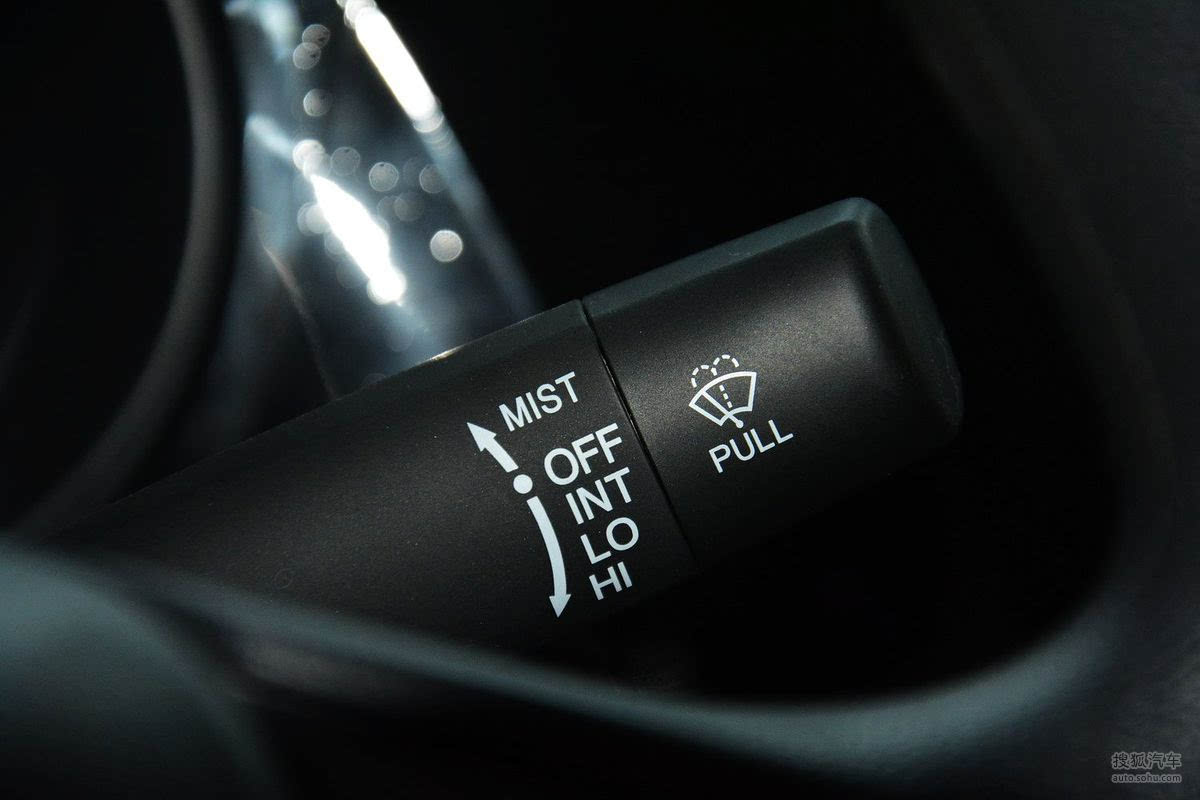 MIST
OFF
INT
LO
HI
PULL
搜狐汽车
auto.sohu.com